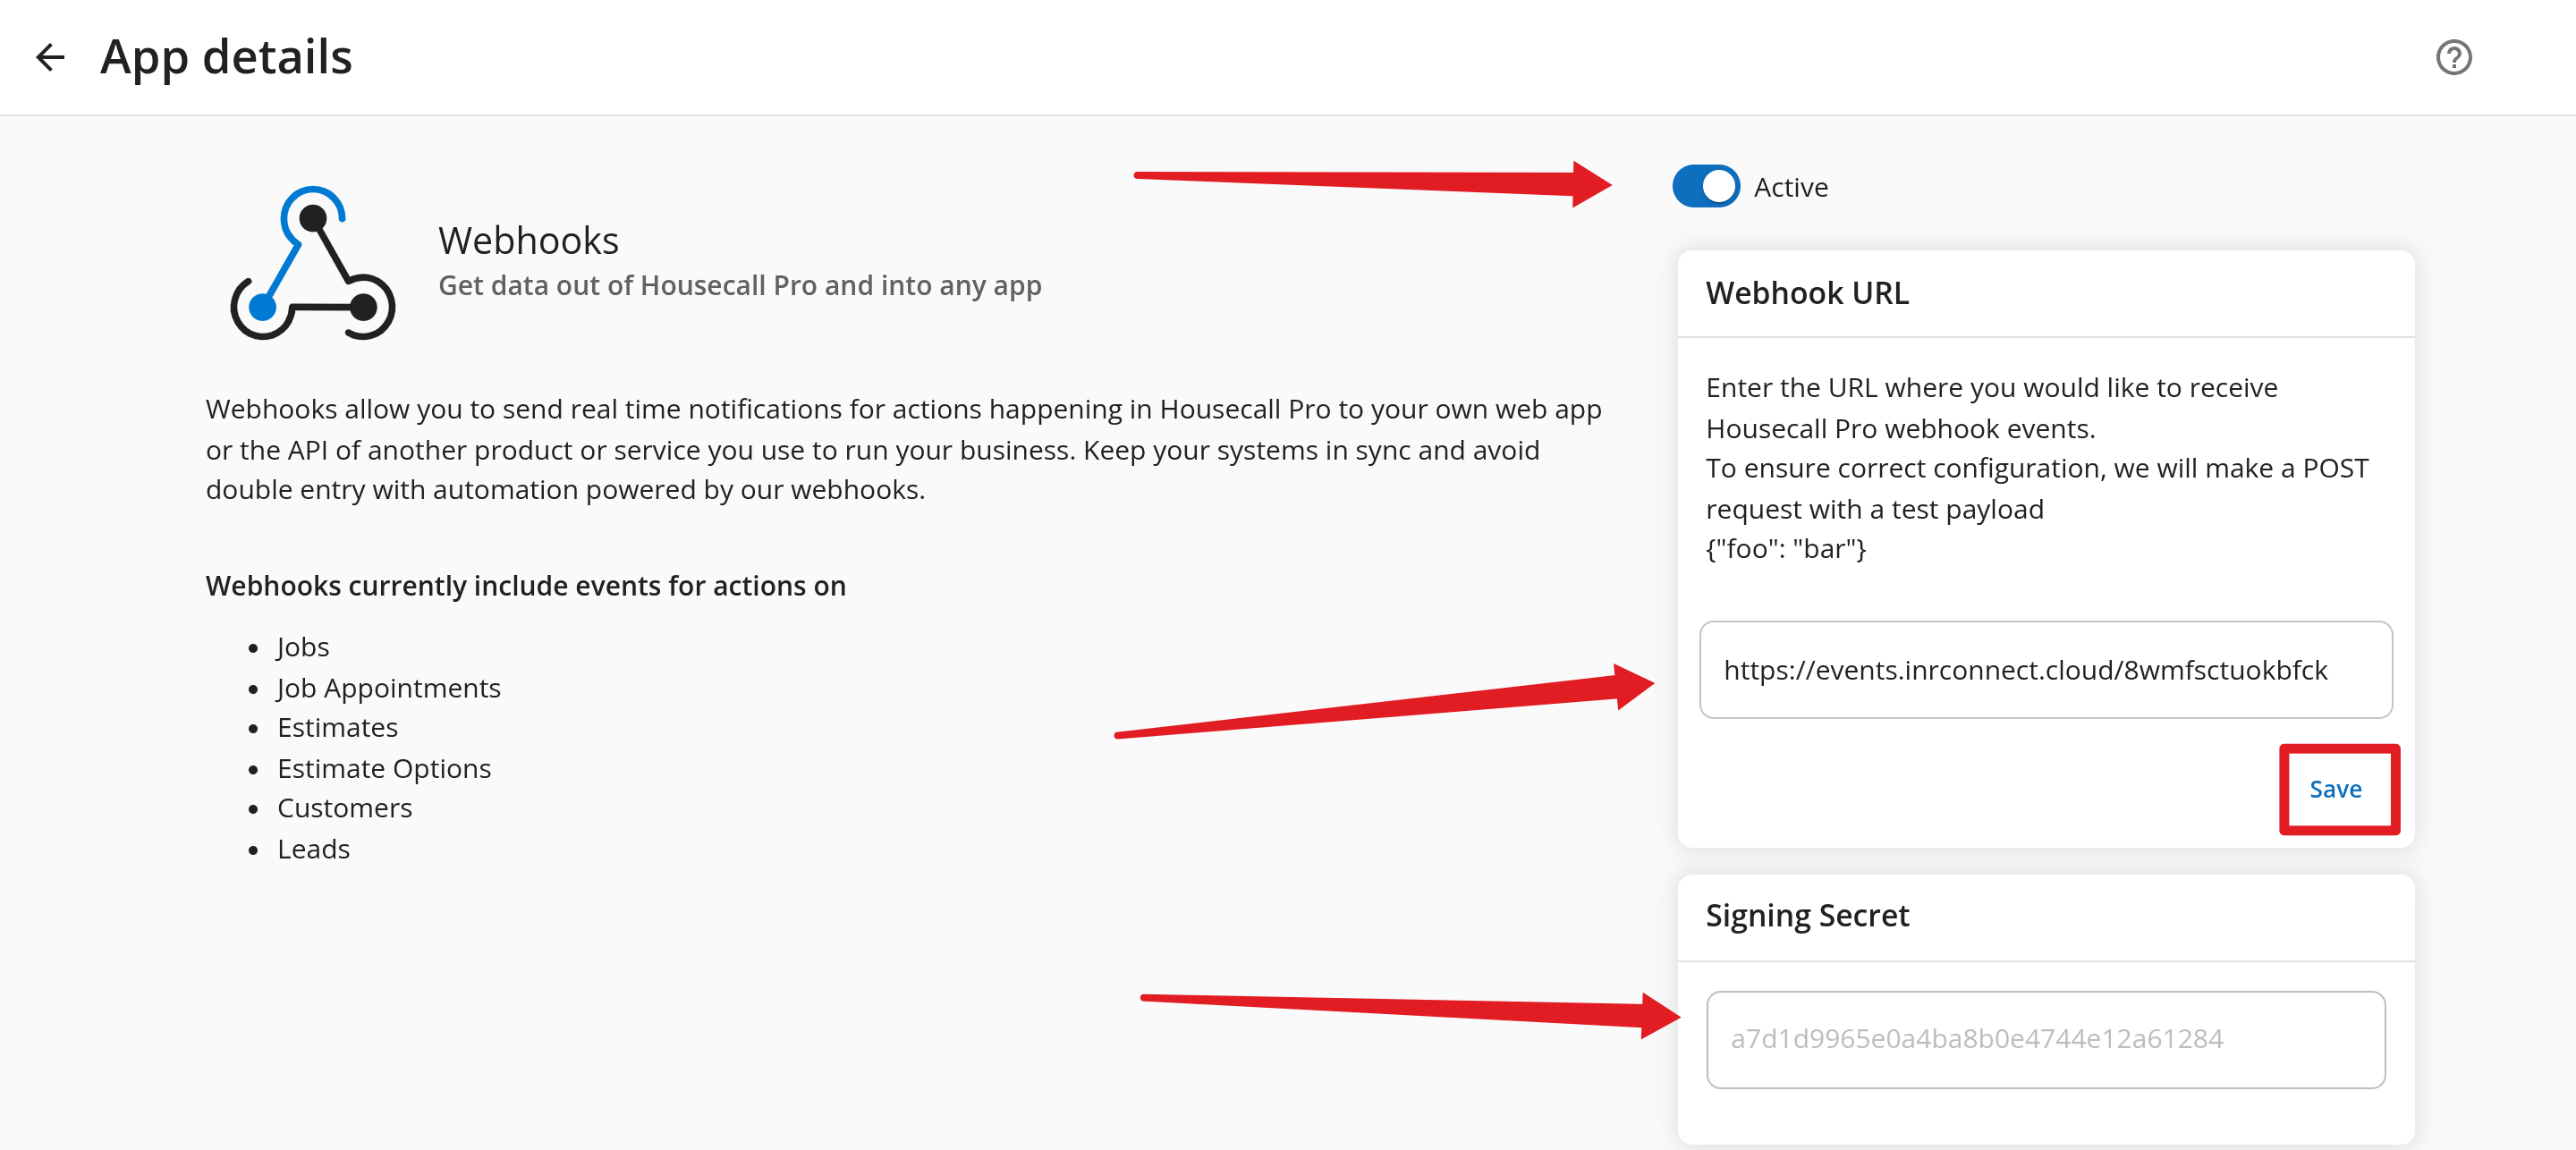 App details
Active
Webhooks
Get data out of Housecall Pro and into any app
Webhooks allow you to send real time notifications for actions happening in Housecall Pro to your own web app
or the API of another product or service you use to run your business. Keep your systems in sync and avoid
double entry with automation powered by our webhooks.
Webhooks currently include events for actions on
• Jobs
• Job Appointments
• Estimates
• Estimate Options
• Customers
• Leads
Webhook URL
Enter the URL where you would like to receive
Housecall Pro webhook events.
To ensure correct configuration, we will make a POST
request with a test payload
{"foo": "bar"}
https://events.inrconnect.cloud/8wmfsctuokbfck
Save
Signing Secret
a7d1d9965e0a4ba8b0e4744e12a61284